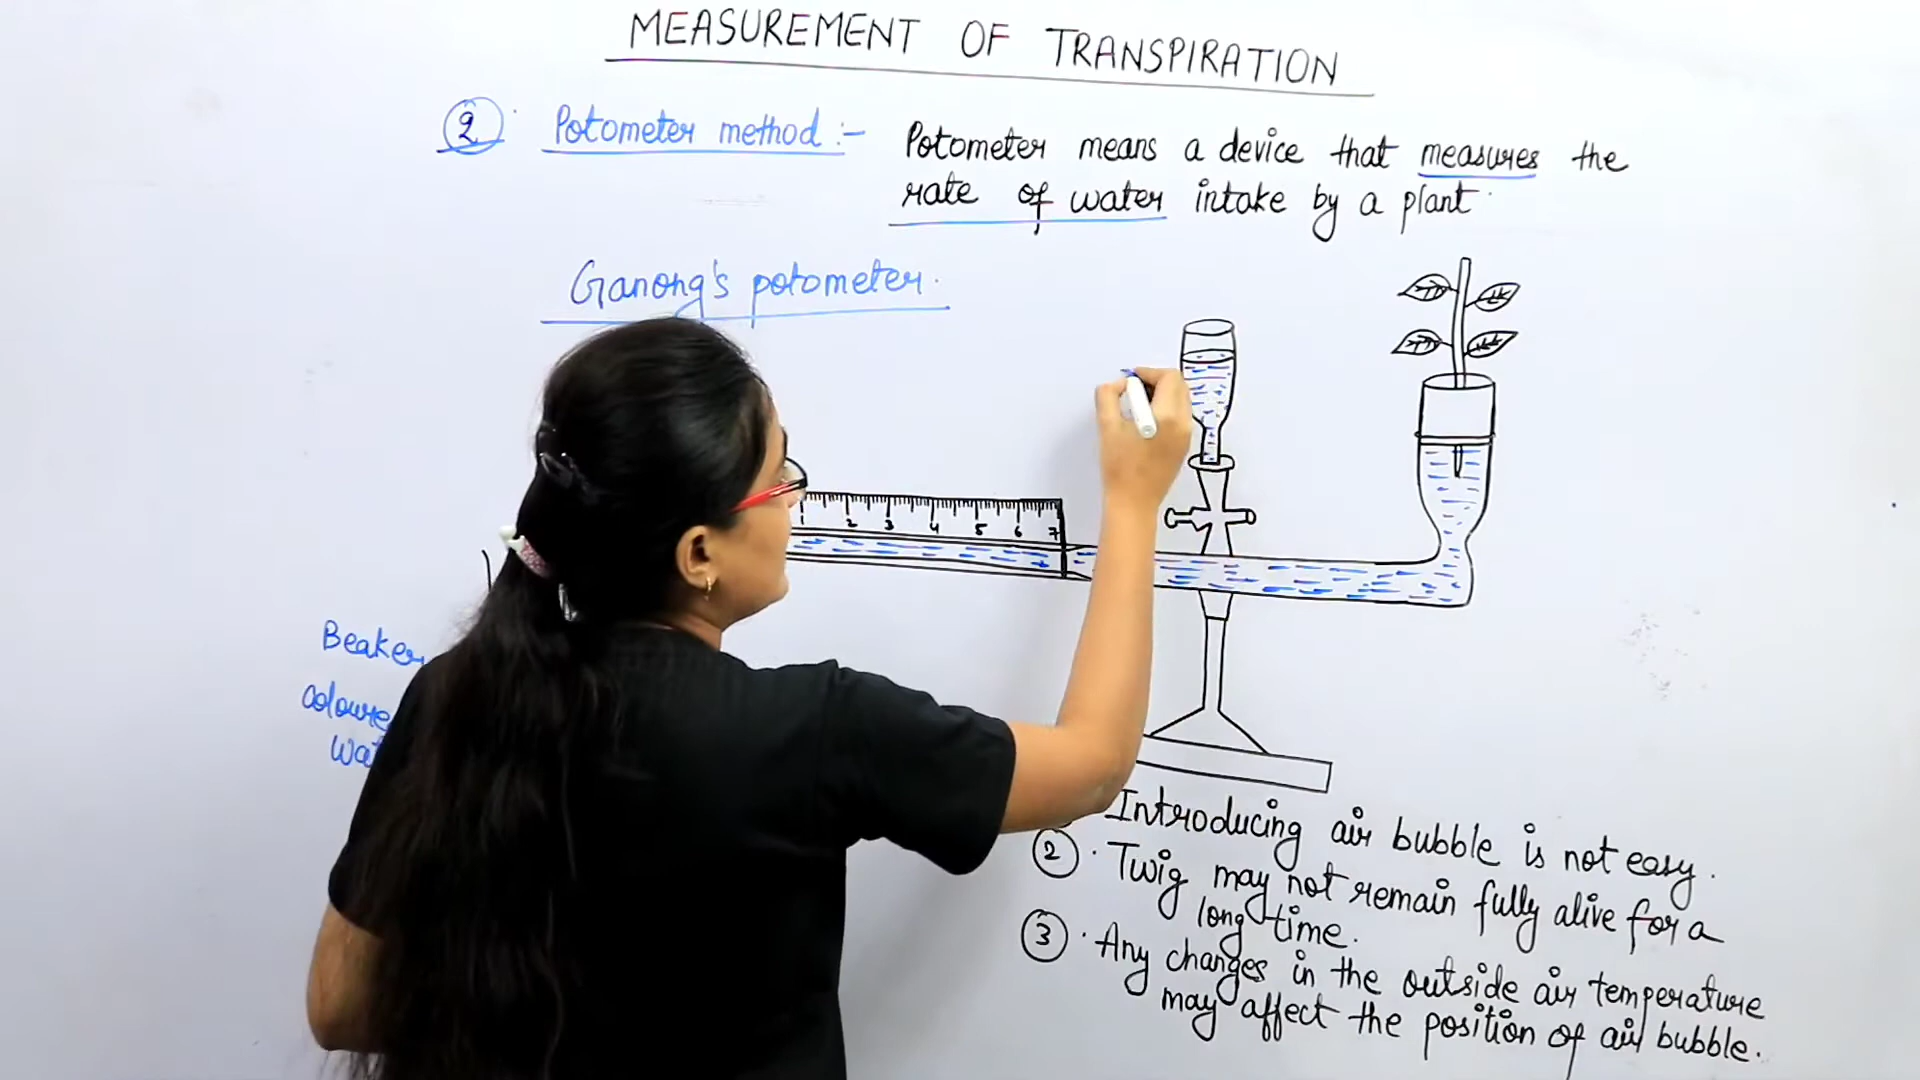 MEASUREMENT OF TRANSPIRATION
2 Potometer method :-
Potometer means a device that measures the
rate of water intake by a plant.
Ganong's potometer.
1 2 3 4 5 6 7
Beaker
Introducing air bubble is not easy.
2. Twig may not remain fully alive for a
long time.
3. Any changes in the outside air temperature
may affect the position of air bubble.